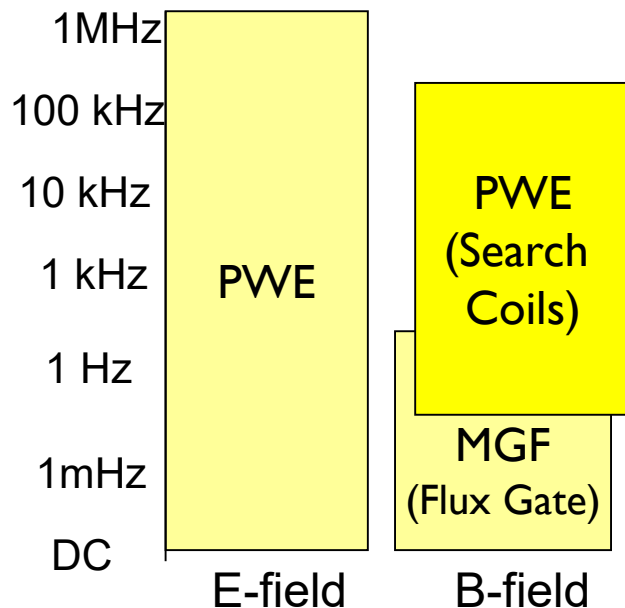 1MHz
100 kHz
10 kHz
1 kHz
1 Hz
1mHz
DC
PWE
PWE
(Search
Coils)
MGF
(Flux Gate)
E-field
B-field